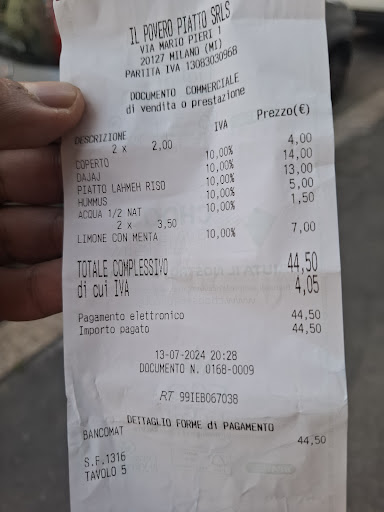 IL POVERO PIATTO SRLS
VIA MARIO PIERI 1
20127 MILANO (MI)
PARTITA IVA 13083030968
DOCUMENTO COMMERCIALE
di vendita o prestazione
DESCRIZIONE IVA Prezzo(€)
2 x 2,00
COPERTO 10,00% 4,00
DAJAJ 10,00% 14,00
PIATTO LAHMEH RISO 10,00% 13,00
HUMMUS 10,00% 5,00
ACQUA 1/2 NAT 10,00% 1,50
2 x 3,50
LIMONE CON MENTA 10,00% 7,00
TOTALE COMPLESSIVO 44,50
di cui IVA 4,05
Pagamento elettronico 44,50
Importo pagato 44,50
13-07-2024 20:28
DOCUMENTO N. 0168-0009
RT 99IEB067038
DETTAGLIO FORME di PAGAMENTO
BANCOMAT 44,50
S.F.1316
TAVOLO 5